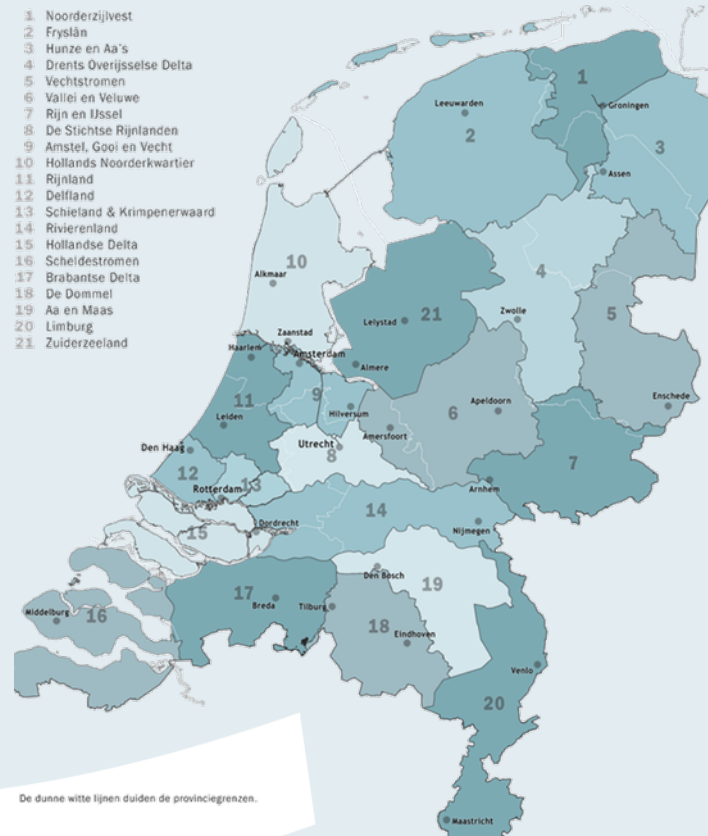 1 Noorderzijlvest
2 Fryslân
3 Hunze en Aa's
4 Drents Overijsselse Delta
5 Vechtstromen
6 Vallei en Veluwe
7 Rijn en IJssel
8 De Stichtse Rijnlanden
9 Amstel, Gooi en Vecht
10 Hollands Noorderkwartier
11 Rijnland
12 Delfland
13 Schieland & Krimpenerwaard
14 Rivierenland
15 Hollandse Delta
16 Scheldestromen
17 Brabantse Delta
18 De Dommel
19 Aa en Maas
20 Limburg
21 Zuiderzeeland
1
Leeuwarden
Groningen
2
3
Assen
10
Alkmaar
4
21
Lelystad
Zwolle
5
Zaanstad
Haarlem
Amsterdam
Almere
9
11
Hilversum
6
Apeldoorn
Enschede
Leiden
Amersfoort
Den Haag
Utrecht
8
7
12
13
Rotterdam
Arnhem
14
Dordrecht
Nijmegen
15
Den Bosch
19
17
Breda
Tilburg
Middelburg
16
18
Eindhoven
Venlo
20
Maastricht
De dunne witte lijnen duiden de provinciegrenzen.